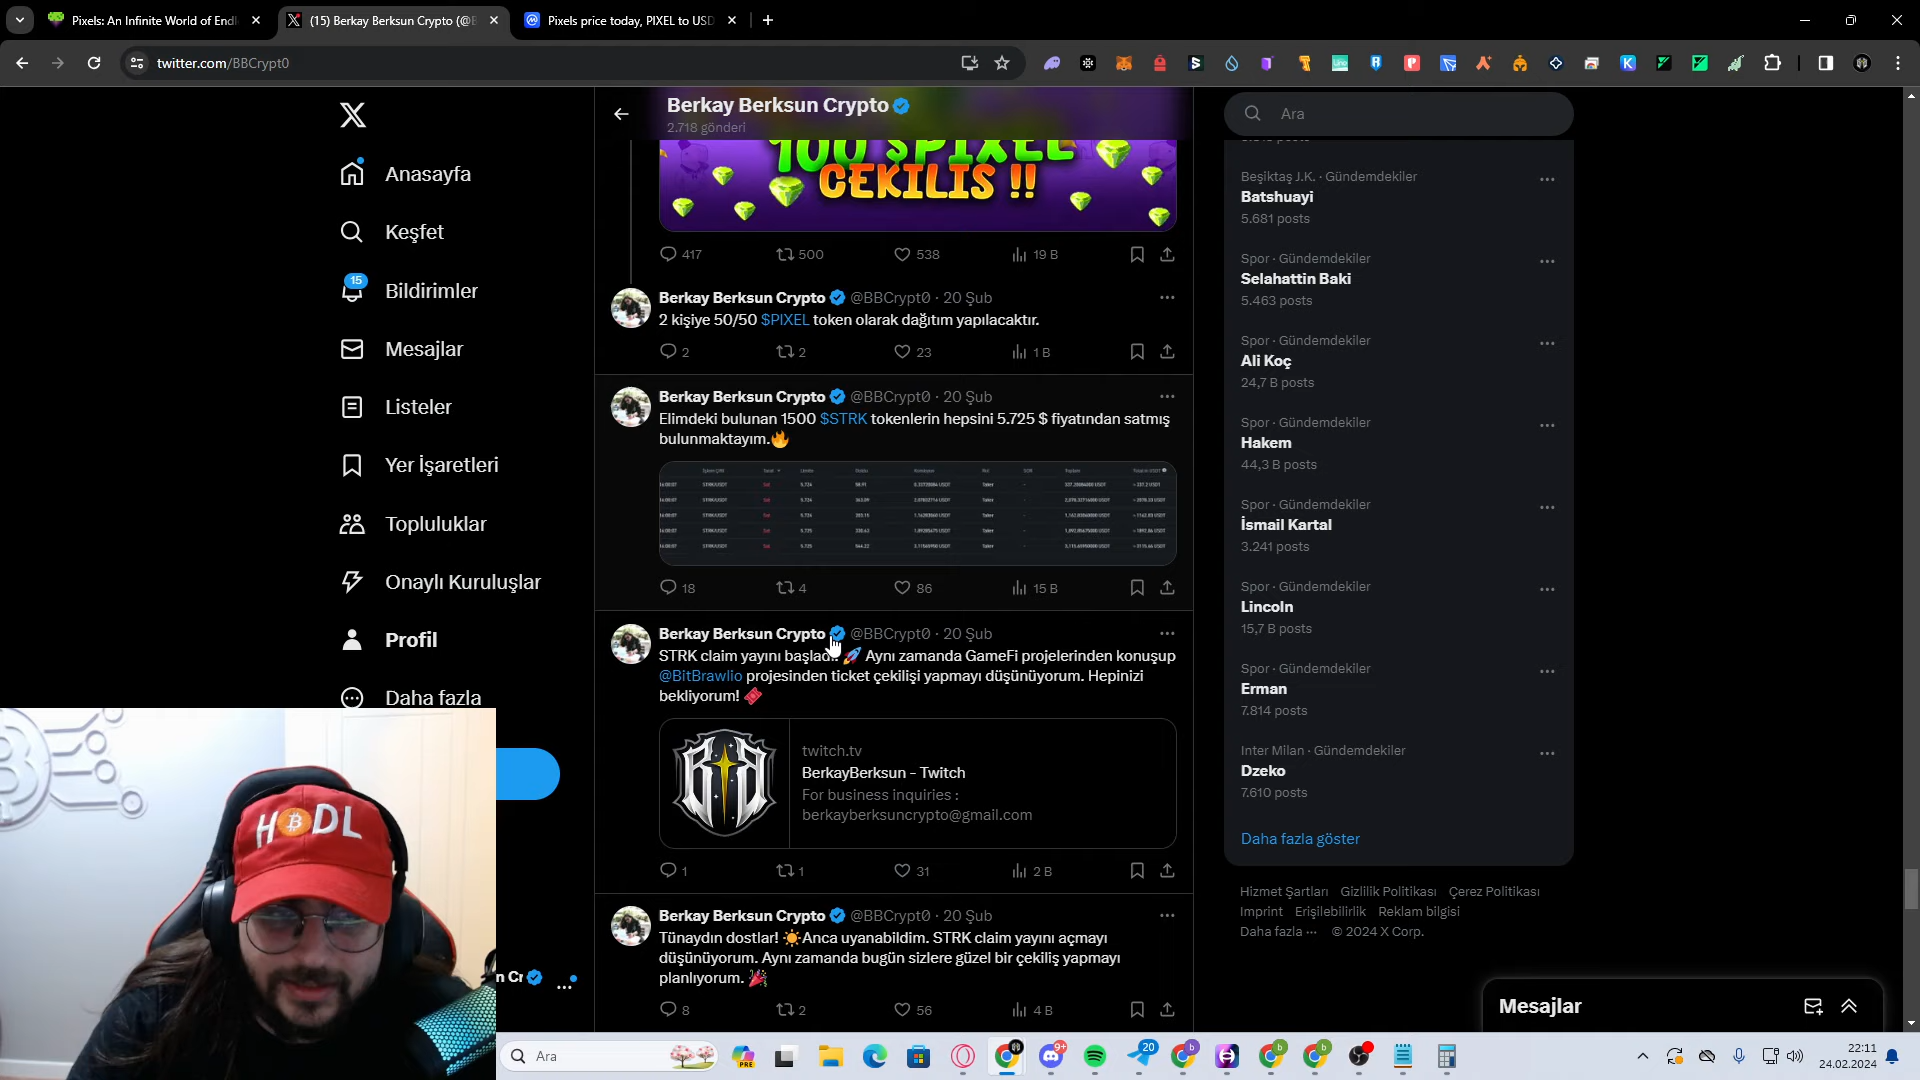 Pixels: An Infinite World of End
(15) Berkay Berksun Crypto (@B
Pixels price today, PIXEL to USD
twitter.com/BBCrypt0
Berkay Berksun Crypto
2.718 gönderi
Ara
Anasayfa
Keşfet
15
Bildirimler
Mesajlar
Listeler
Yer İşaretleri
Topluluklar
Onaylı Kuruluşlar
Profil
Daha fazla
100 $PIXEL
ÇEKİLİŞ !!
417 500 538 19 B
Berkay Berksun Crypto @BBCrypt0 · 20 Şub
2 kişiye 50/50 $PIXEL token olarak dağıtım yapılacaktır.
2 2 23 1 B
Berkay Berksun Crypto @BBCrypt0 · 20 Şub
Elimdeki bulunan 1500 $STRK tokenlerin hepsini 5.725 $ fiyatından satmış
bulunmaktayım.🔥
18 4 86 15 B
Berkay Berksun Crypto @BBCrypt0 · 20 Şub
STRK claim yayını 🚀 Aynı zamanda GameFi projelerinden konuşup
@BitBrawlio projesinden ticket çekilişi yapmayı düşünüyorum. Hepinizi
bekliyorum!
twitch.tv
BerkayBerksun - Twitch
For business inquiries :
berkayberksuncrypto@gmail.com
1 1 31 2 B
Berkay Berksun Crypto @BBCrypt0 · 20 Şub
Tünaydın dostlar! ☀Anca uyanabildim. STRK claim yayını açmayı
düşünüyorum. Aynı zamanda bugün sizlere güzel bir çekiliş yapmayı
planlıyorum. 🎉
8 2 56 4 B
Beşiktaş J.K. · Gündemdekiler
Batshuayi
5.681 posts
Spor · Gündemdekiler
Selahattin Baki
5.463 posts
Spor · Gündemdekiler
Ali Koç
24,7 B posts
Spor · Gündemdekiler
Hakem
44,3 B posts
Spor · Gündemdekiler
İsmail Kartal
3.241 posts
Spor · Gündemdekiler
Lincoln
15,7 B posts
Spor · Gündemdekiler
Erman
7.814 posts
Inter Milan · Gündemdekiler
Dzeko
7.610 posts
Daha fazla göster
Hizmet Şartları Gizlilik Politikası Çerez Politikası
Imprint Erişilebilirlik Reklam bilgisi
Daha fazla ··· © 2024 X Corp.
Mesajlar
HODL
Ara
PRE
9+
20
22:11
24.02.2024